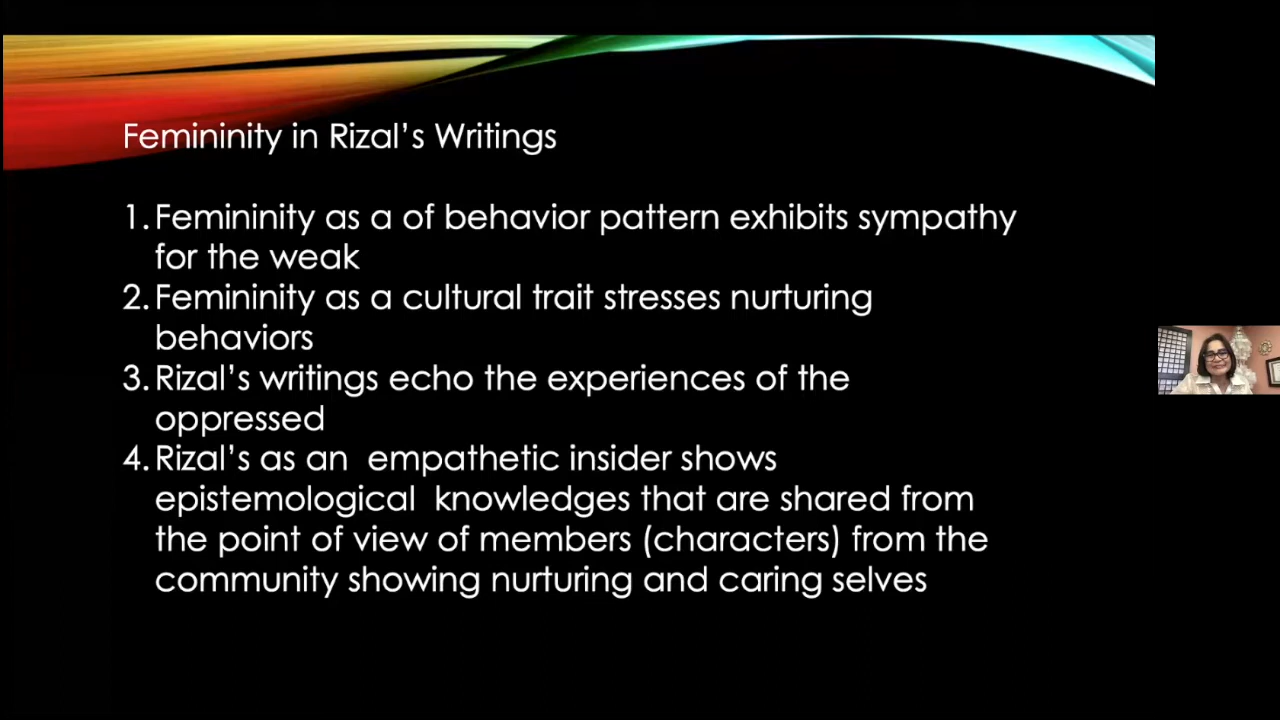 Femininity in Rizal's Writings
1. Femininity as a of behavior pattern exhibits sympathy
for the weak
2. Femininity as a cultural trait stresses nurturing
behaviors
3. Rizal's writings echo the experiences of the
oppressed
4. Rizal's as an empathetic insider shows
epistemological knowledges that are shared from
the point of view of members (characters) from the
community showing nurturing and caring selves